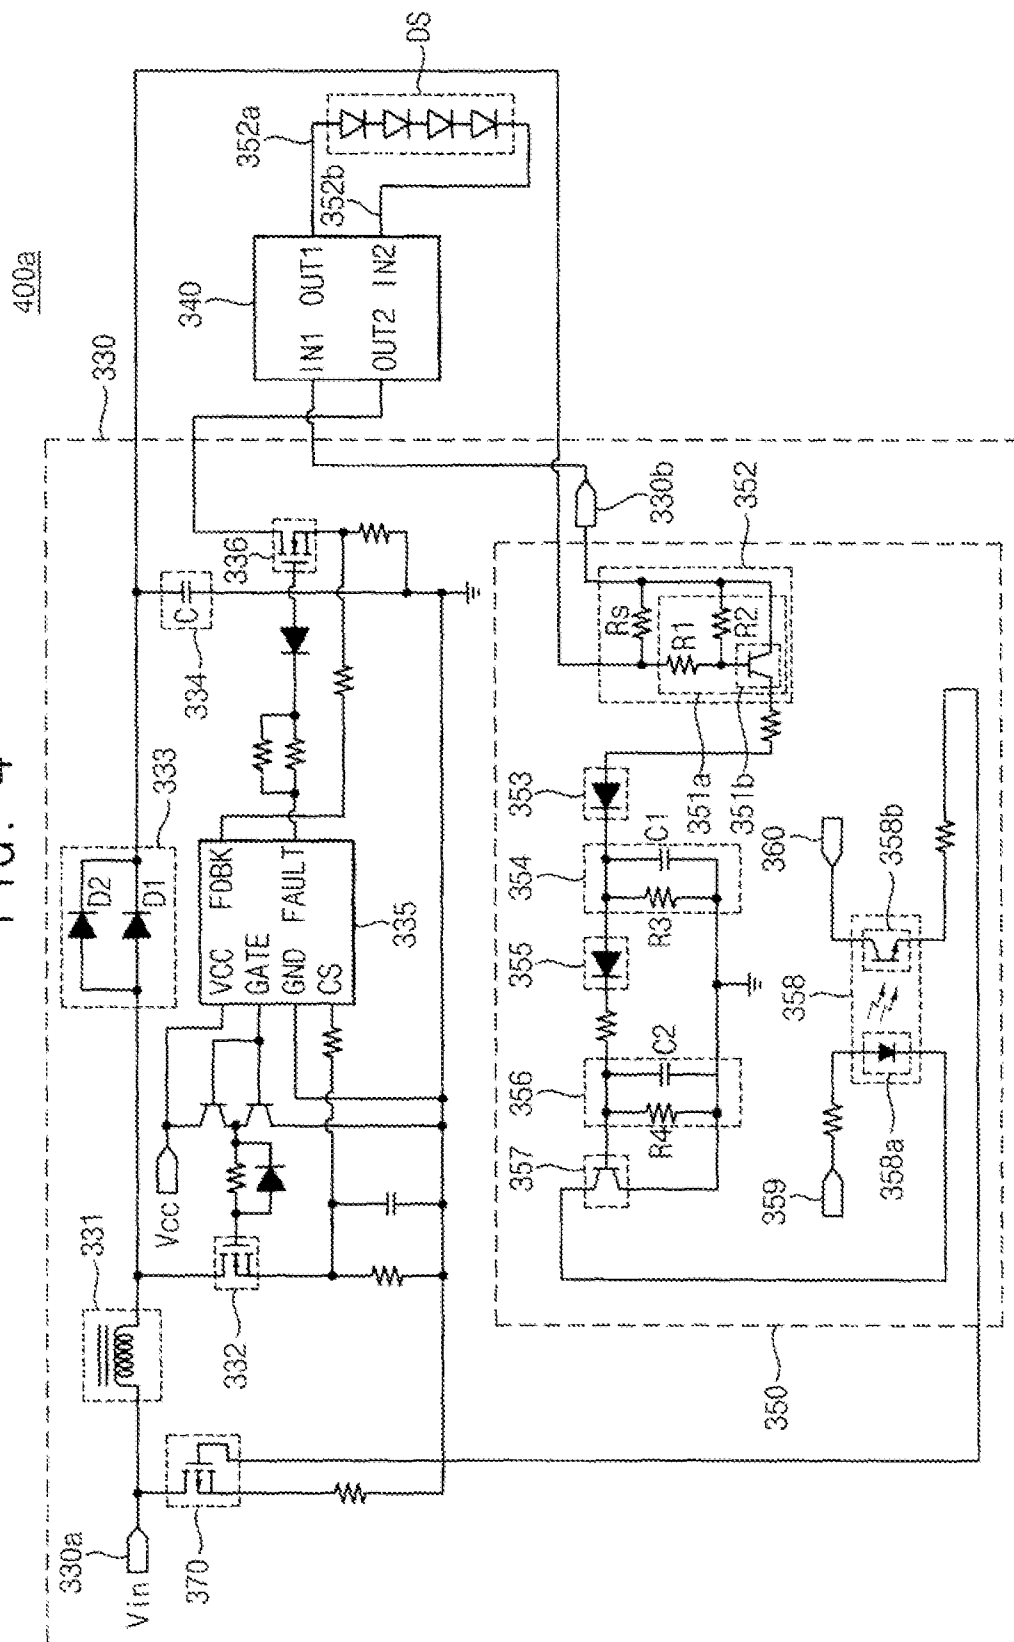 FIG. 4
400a
330
331
333
D2
D1
334
C
336
340
IN1
OUT1
OUT2
IN2
352a
352b
DS
330a
Vin
370
332
Vcc
VCC
GATE
GND
CS
FDBK
FAULT
335
330b
350
357
356
R4
C2
355
354
R3
C1
353
351a
351b
352
Rs
R1
R2
359
358a
358
358b
360